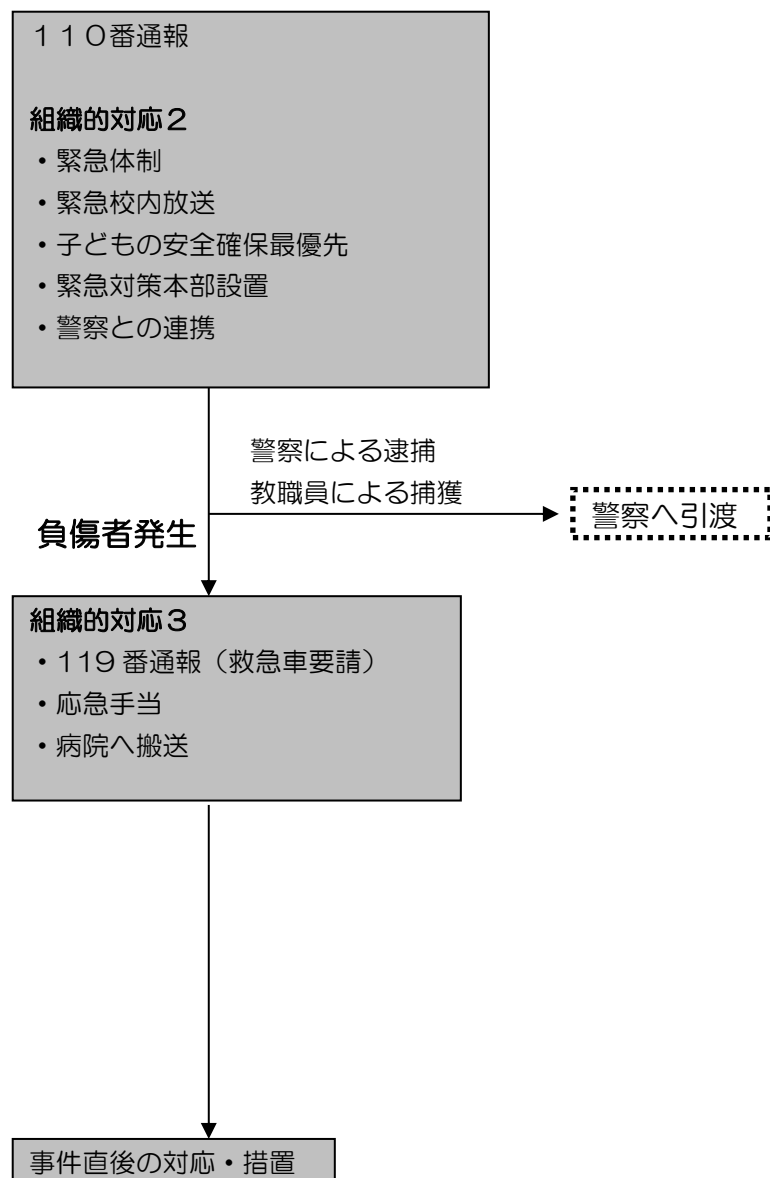 １１０番通報
組織的対応２
・緊急体制
・緊急校内放送
・子どもの安全確保最優先
・緊急対策本部設置
・警察との連携
警察による逮捕
教職員による捕獲
警察へ引渡
負傷者発生
組織的対応３
・119 番通報（救急車要請）
・応急手当
・病院へ搬送
事件直後の対応・措置